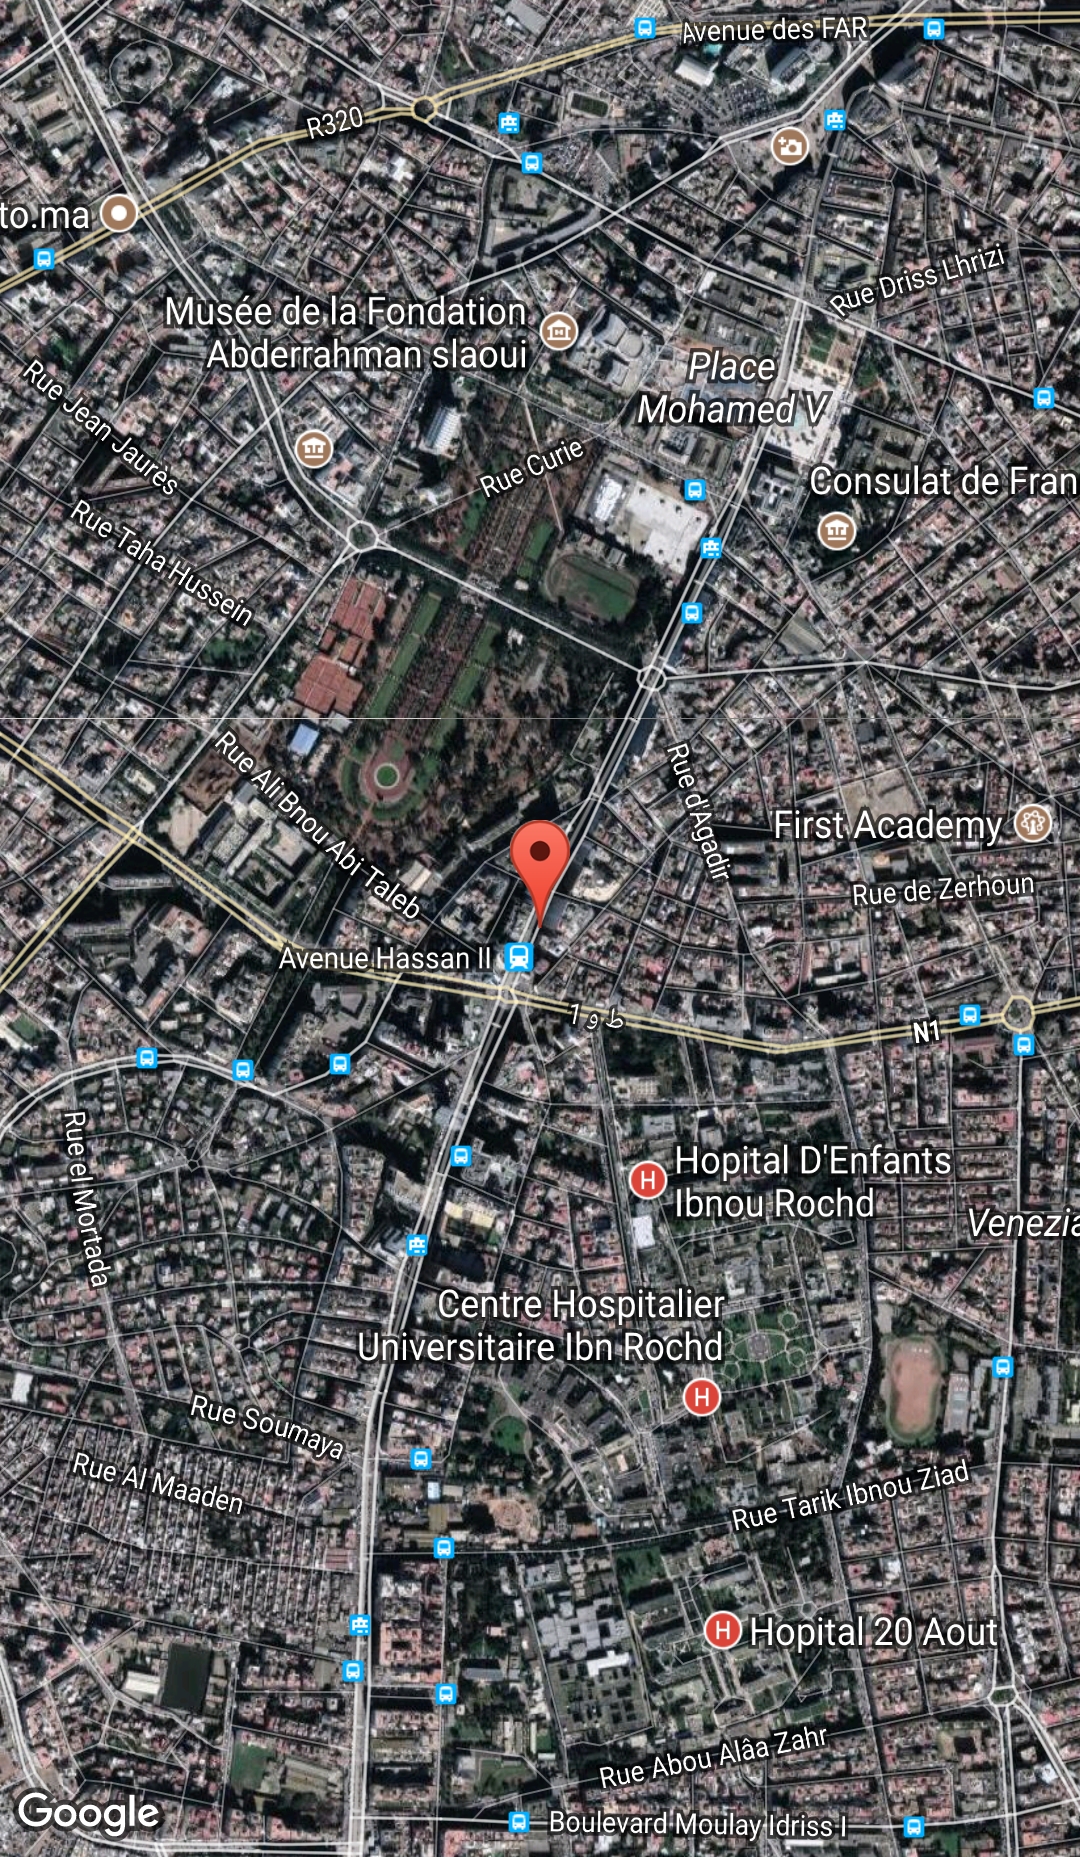 Avenue des FAR
R320
to.ma
Rue Driss Lhrizi
Musée de la Fondation
Abderrahman slaoui
Place
Mohamed V
Rue Jean Jaurès
Rue Curie
Consulat de Fran
Rue Taha Hussein
Rue Ali Bnou Abi Taleb
Rue d'Agadir
First Academy
Rue de Zerhoun
Avenue Hassan II
ط و 1
N1
Rue el Mortada
Hopital D'Enfants
Ibnou Rochd
Venezia
Centre Hospitalier
Universitaire Ibn Rochd
Rue Soumaya
Rue Al Maaden
Rue Tarik Ibnou Ziad
Hopital 20 Aout
Rue Abou Alâa Zahr
Google
Boulevard Moulay Idriss I